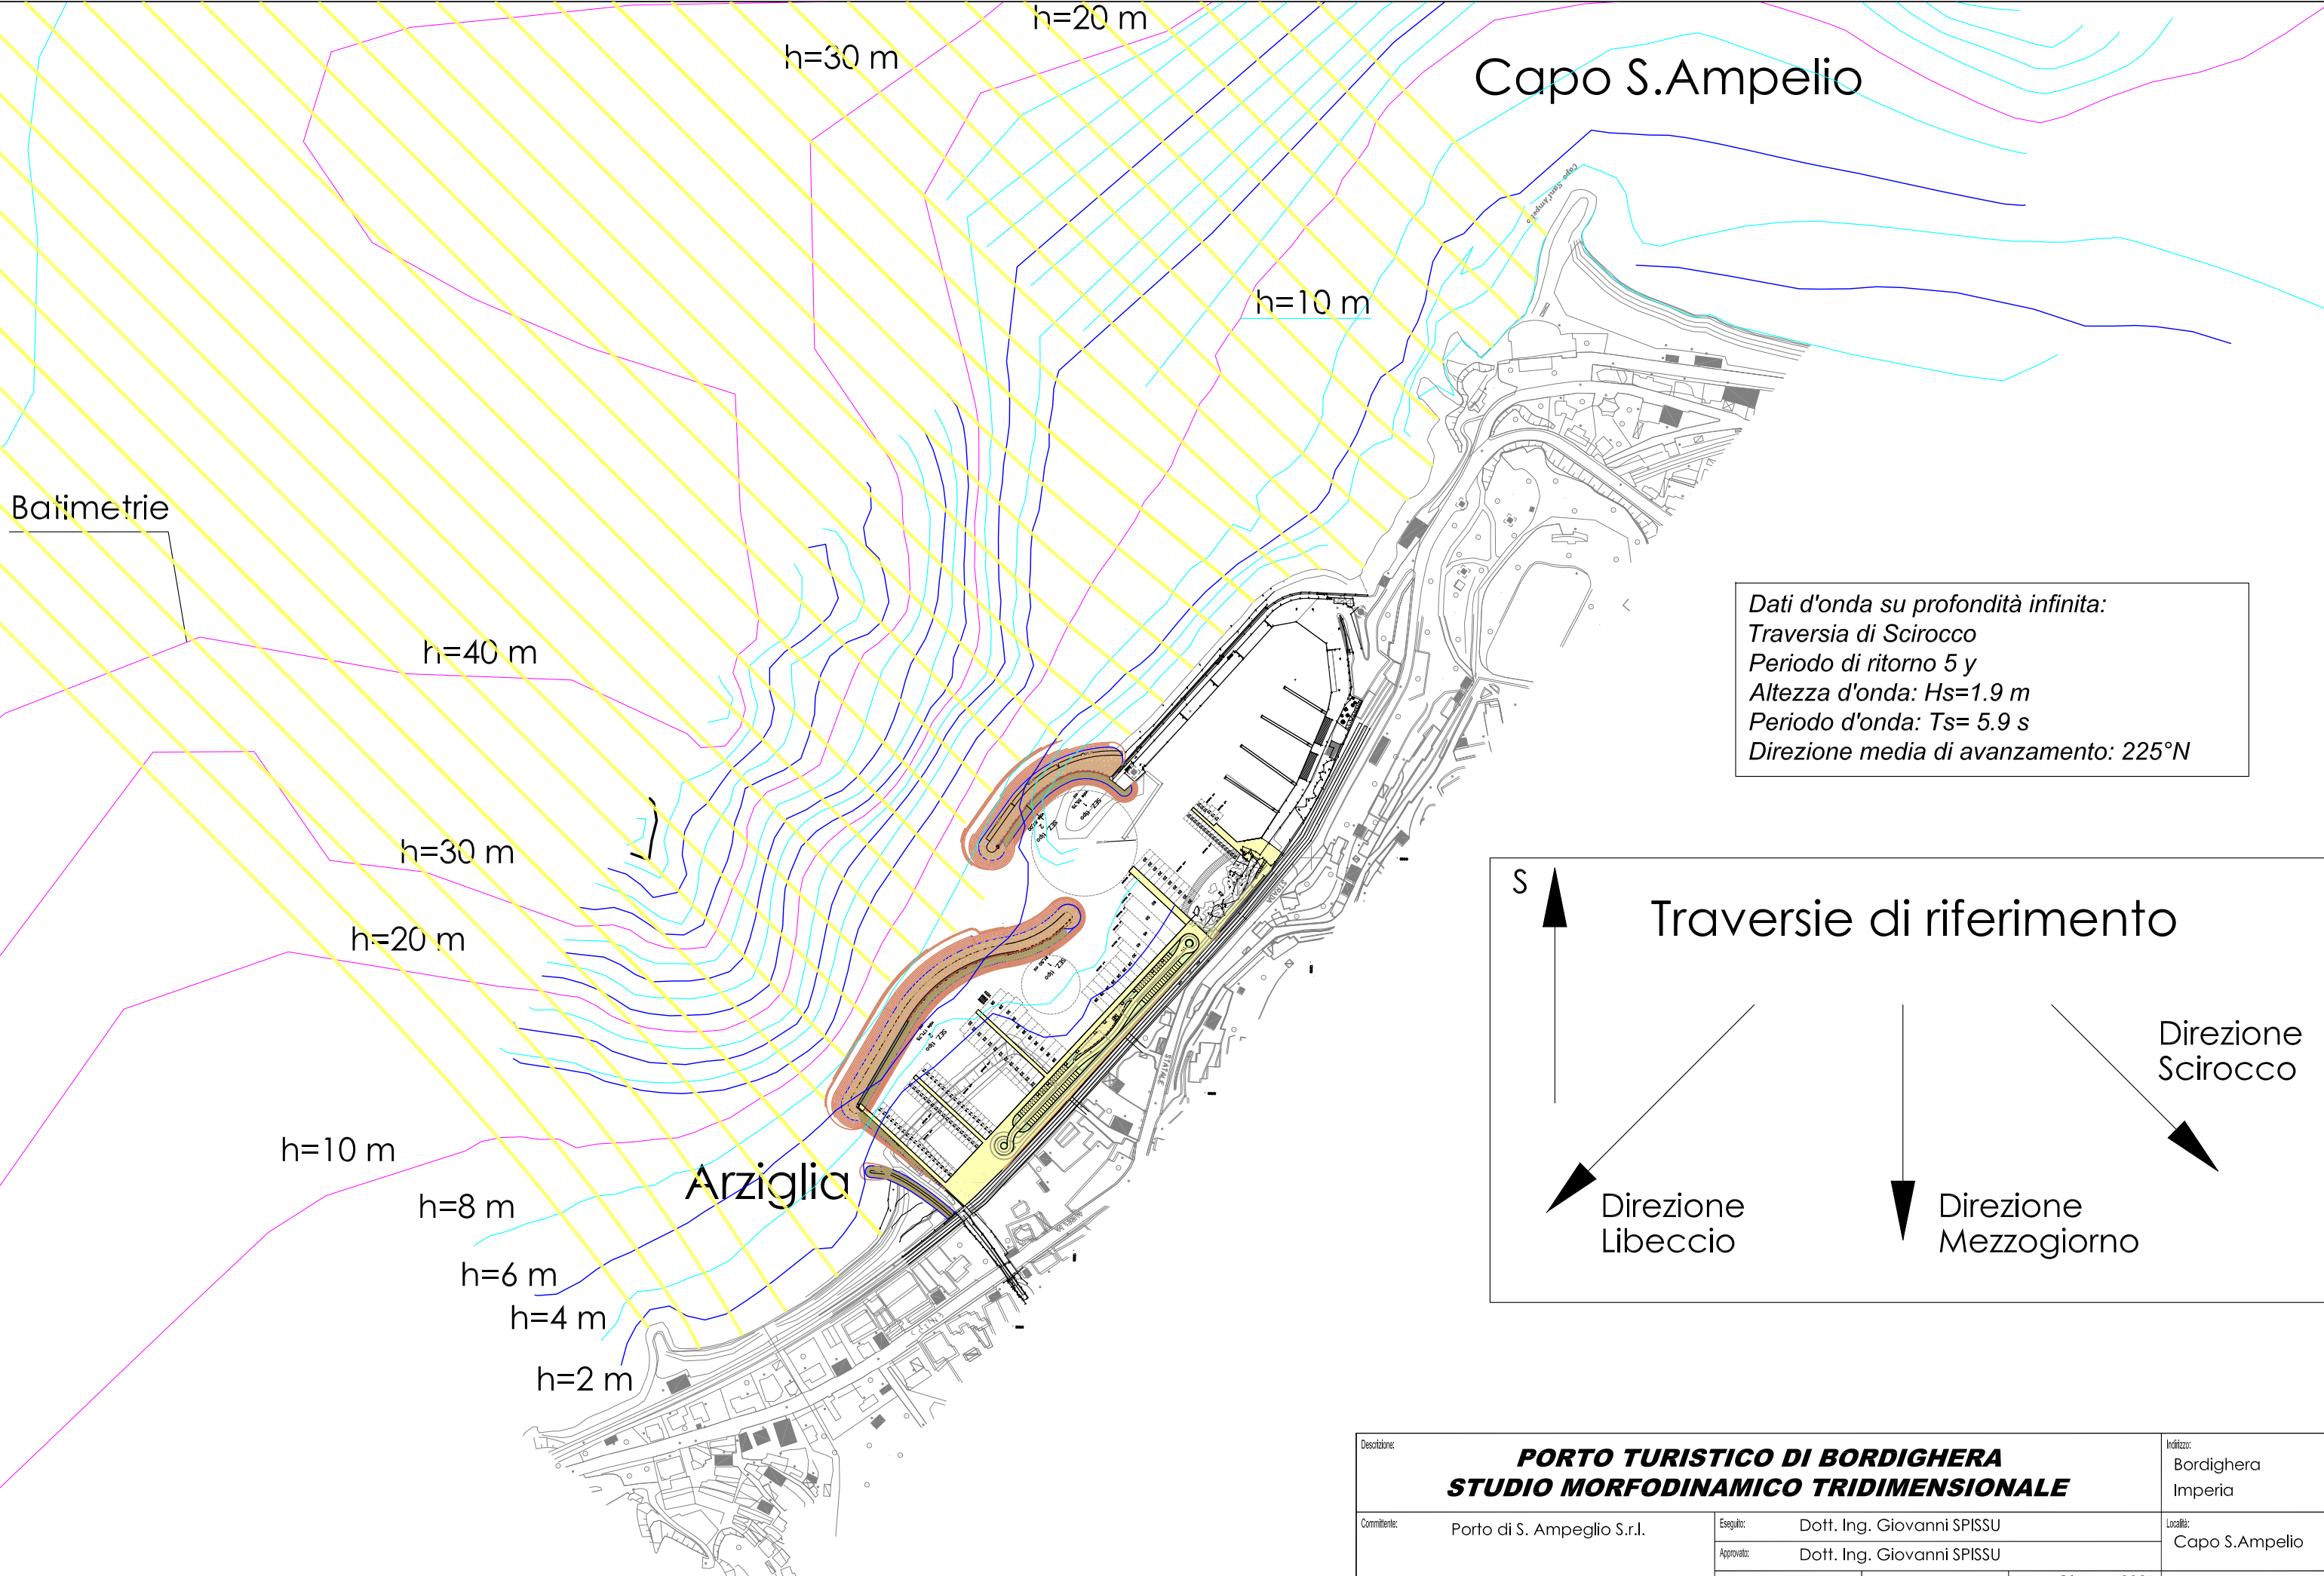 h=20 m
h=30 m
Capo S.Ampelio
Capo Sant'Ampelio
h=10 m
Batimetrie
h=40 m
Dati d'onda su profondità infinita:
Traversia di Scirocco
Periodo di ritorno 5 y
Altezza d'onda: Hs=1.9 m
Periodo d'onda: Ts= 5.9 s
Direzione media di avanzamento: 225°N
h=30 m
h=20 m
S
Traversie di riferimento
Direzione
Scirocco
Direzione
Libeccio
Direzione
Mezzogiorno
STATALE
h=10 m
Arziglia
h=8 m
h=6 m
h=4 m
h=2 m
Descrizione:
PORTO TURISTICO DI BORDIGHERA
STUDIO MORFODINAMICO TRIDIMENSIONALE
Indirizzo:
Bordighera
Imperia
Committente:
Porto di S. Ampeglio S.r.l.
Eseguito:
Dott. Ing. Giovanni SPISSU
Approvato:
Dott. Ing. Giovanni SPISSU
Località:
Capo S.Ampelio